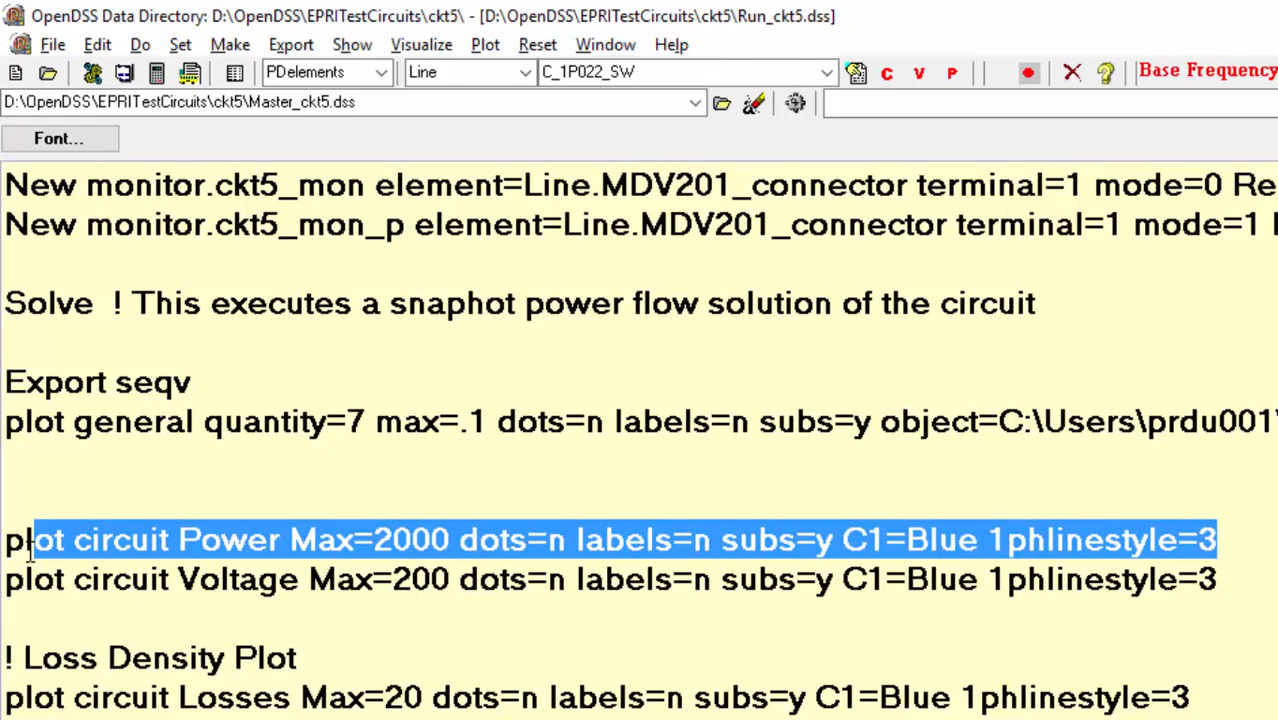 OpenDSS Data Directory: D:\OpenDSS\EPRITestCircuits\ckt5\ - [D:\OpenDSS\EPRITestCircuits\ckt5\Run_ckt5.dss]
File Edit Do Set Make Export Show Visualize Plot Reset Window Help
PDelements Line C_1P022_SW C V P Base Frequency
D:\OpenDSS\EPRITestCircuits\ckt5\Master_ckt5.dss
Font...
New monitor.ckt5_mon element=Line.MDV201_connector terminal=1 mode=0 Re
New monitor.ckt5_mon_p element=Line.MDV201_connector terminal=1 mode=1
Solve ! This executes a snaphot power flow solution of the circuit
Export seqv
plot general quantity=7 max=.1 dots=n labels=n subs=y object=C:\Users\prdu001\
plot circuit Power Max=2000 dots=n labels=n subs=y C1=Blue 1phlinestyle=3
plot circuit Voltage Max=200 dots=n labels=n subs=y C1=Blue 1phlinestyle=3
! Loss Density Plot
plot circuit Losses Max=20 dots=n labels=n subs=y C1=Blue 1phlinestyle=3